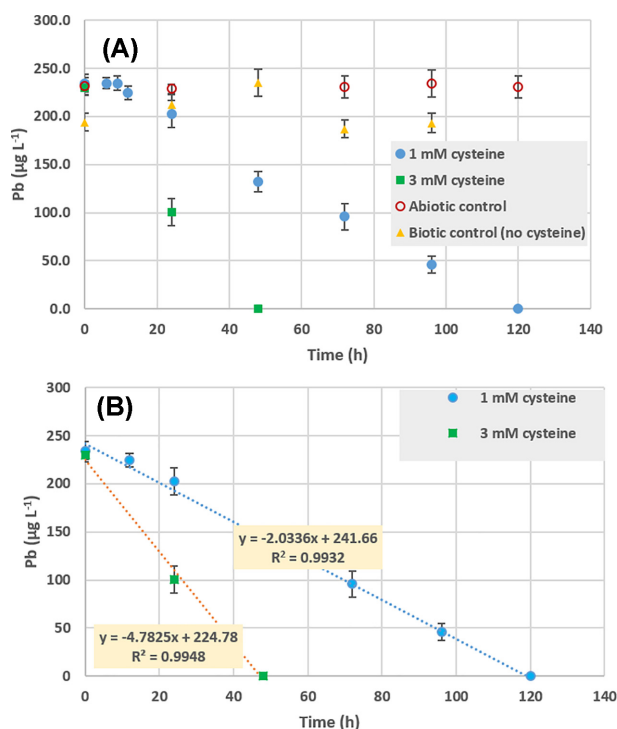 (A)
Pb (µg L-1)
300.0
250.0
200.0
150.0
100.0
50.0
0.0
1 mM cysteine
3 mM cysteine
Abiotic control
Biotic control (no cysteine)
0 20 40 60 80 100 120 140
Time (h)
(B)
Pb (µg L-1)
300
250
200
150
100
50
0
1 mM cysteine
3 mM cysteine
y = -2.0336x + 241.66
R² = 0.9932
y = -4.7825x + 224.78
R² = 0.9948
0 20 40 60 80 100 120 140
Time (h)